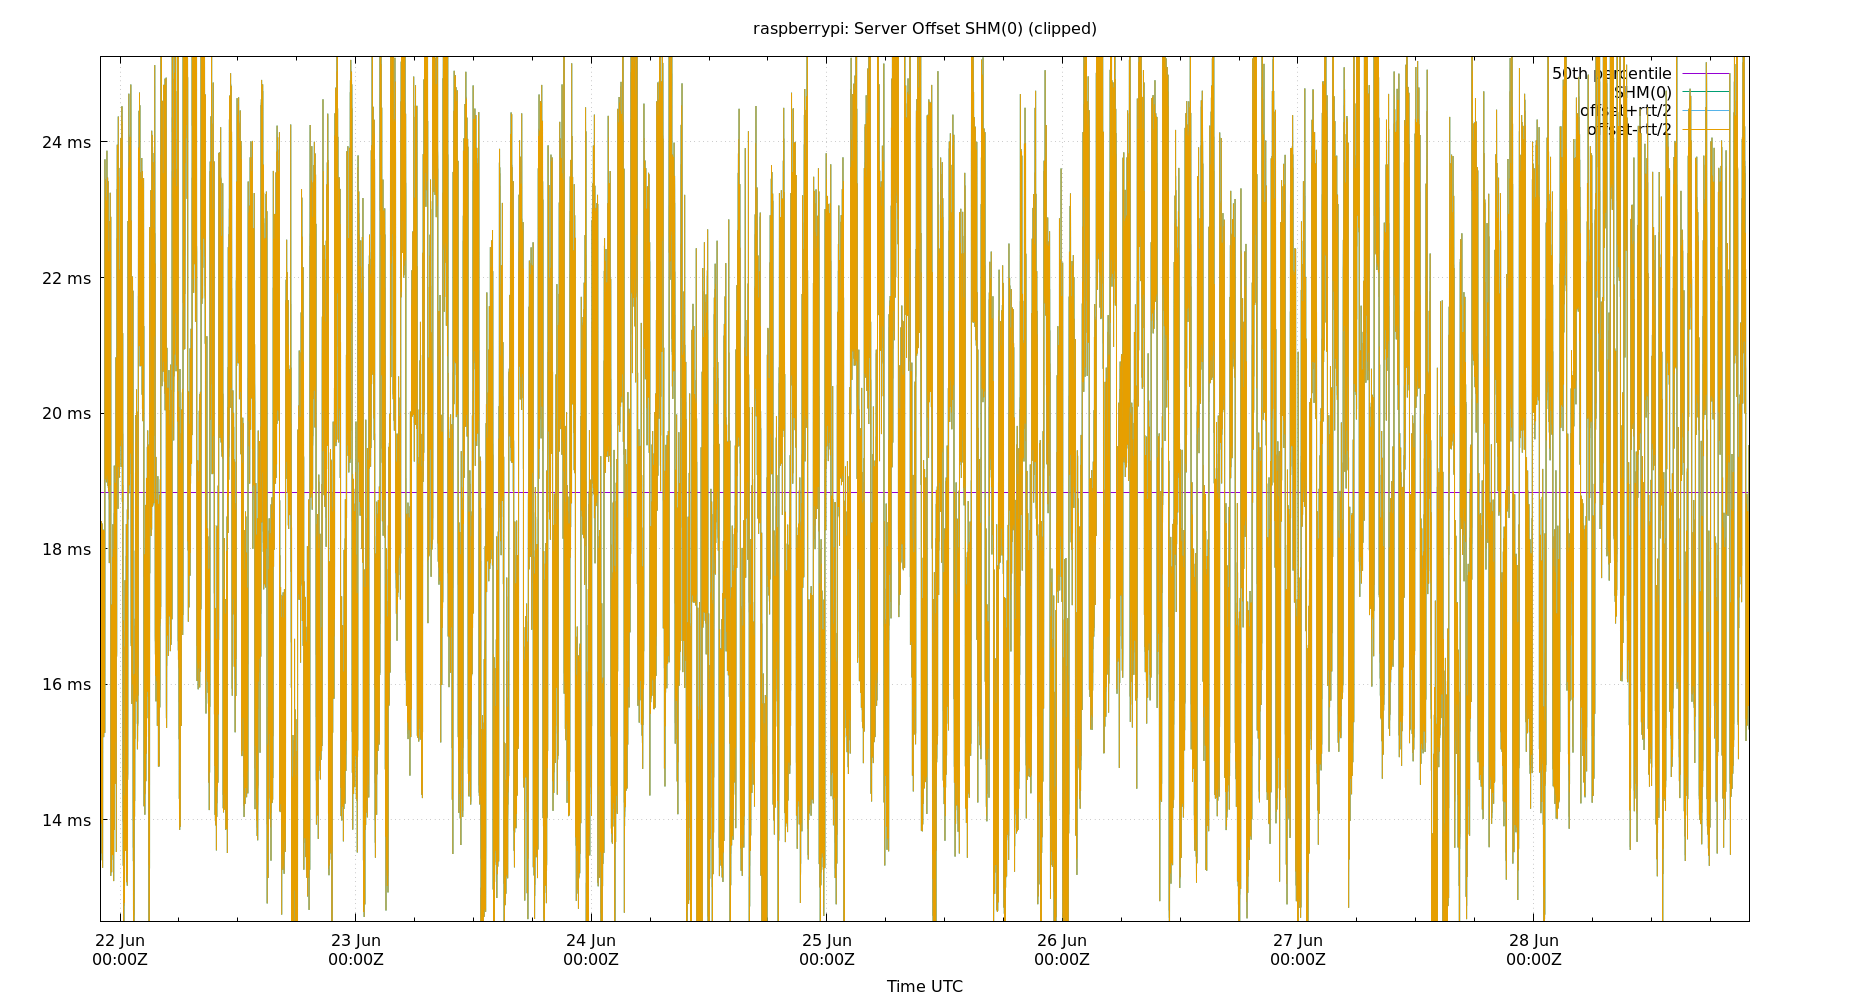 raspberrypi: Server Offset SHM(0) (clipped)
50th percentile
SHM(0)
offset+rtt/2
offset-rtt/2
24 ms
22 ms
20 ms
18 ms
16 ms
14 ms
22 Jun 23 Jun 24 Jun 25 Jun 26 Jun 27 Jun 28 Jun
00:00Z 00:00Z 00:00Z 00:00Z 00:00Z 00:00Z 00:00Z
Time UTC